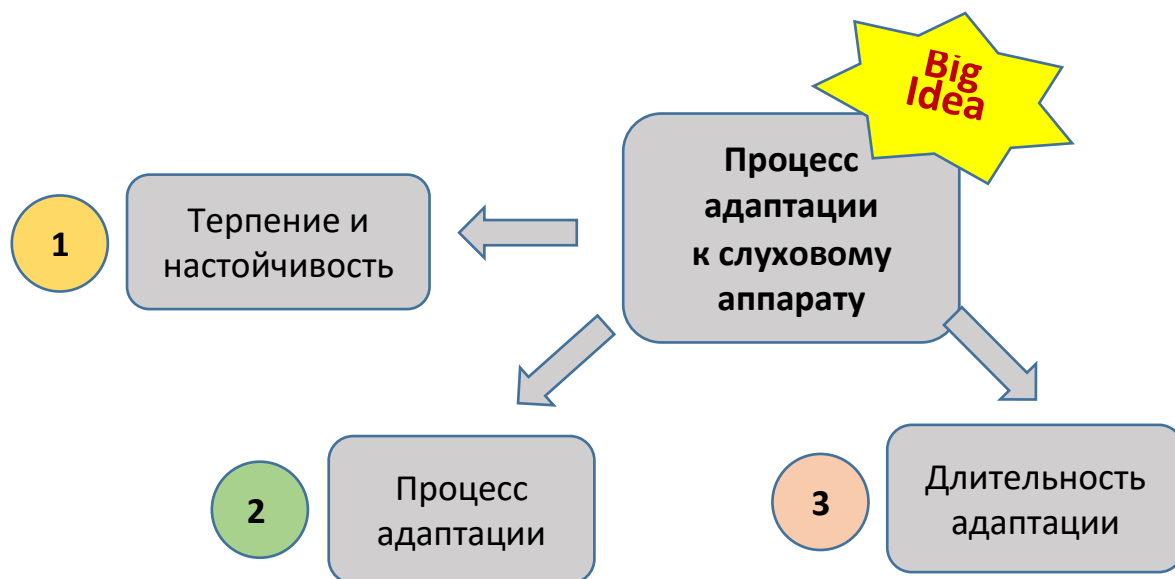 Big
Idea
Процесс
адаптации
к слуховому
аппарату
1
Терпение и
настойчивость
2
Процесс
адаптации
3
Длительность
адаптации